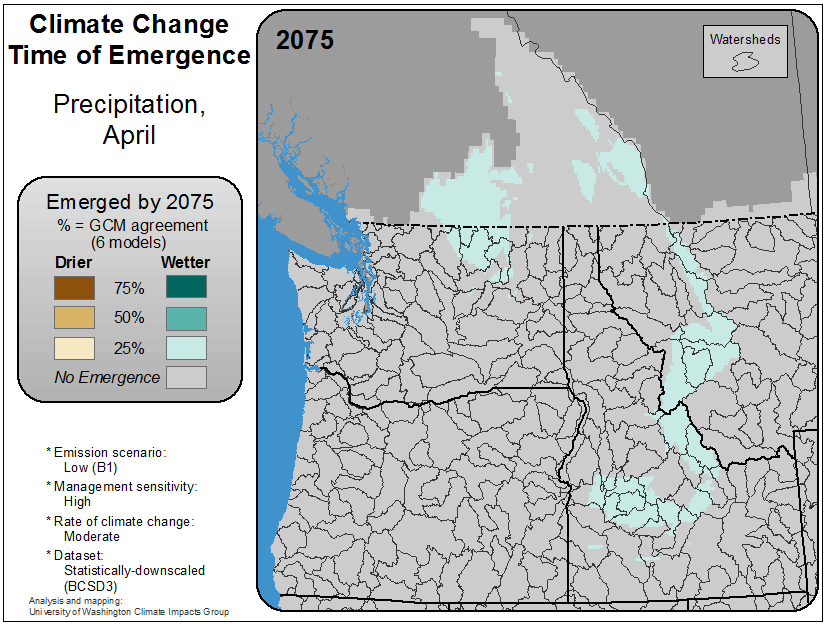 Climate Change
Time of Emergence
Precipitation,
April
Emerged by 2075
% = GCM agreement
(6 models)
Drier Wetter
75%
50%
25%
No Emergence
* Emission scenario:
Low (B1)
* Management sensitivity:
High
* Rate of climate change:
Moderate
* Dataset:
Statistically-downscaled
(BCSD3)
Analysis and mapping:
University of Washington Climate Impacts Group
2075
Watersheds